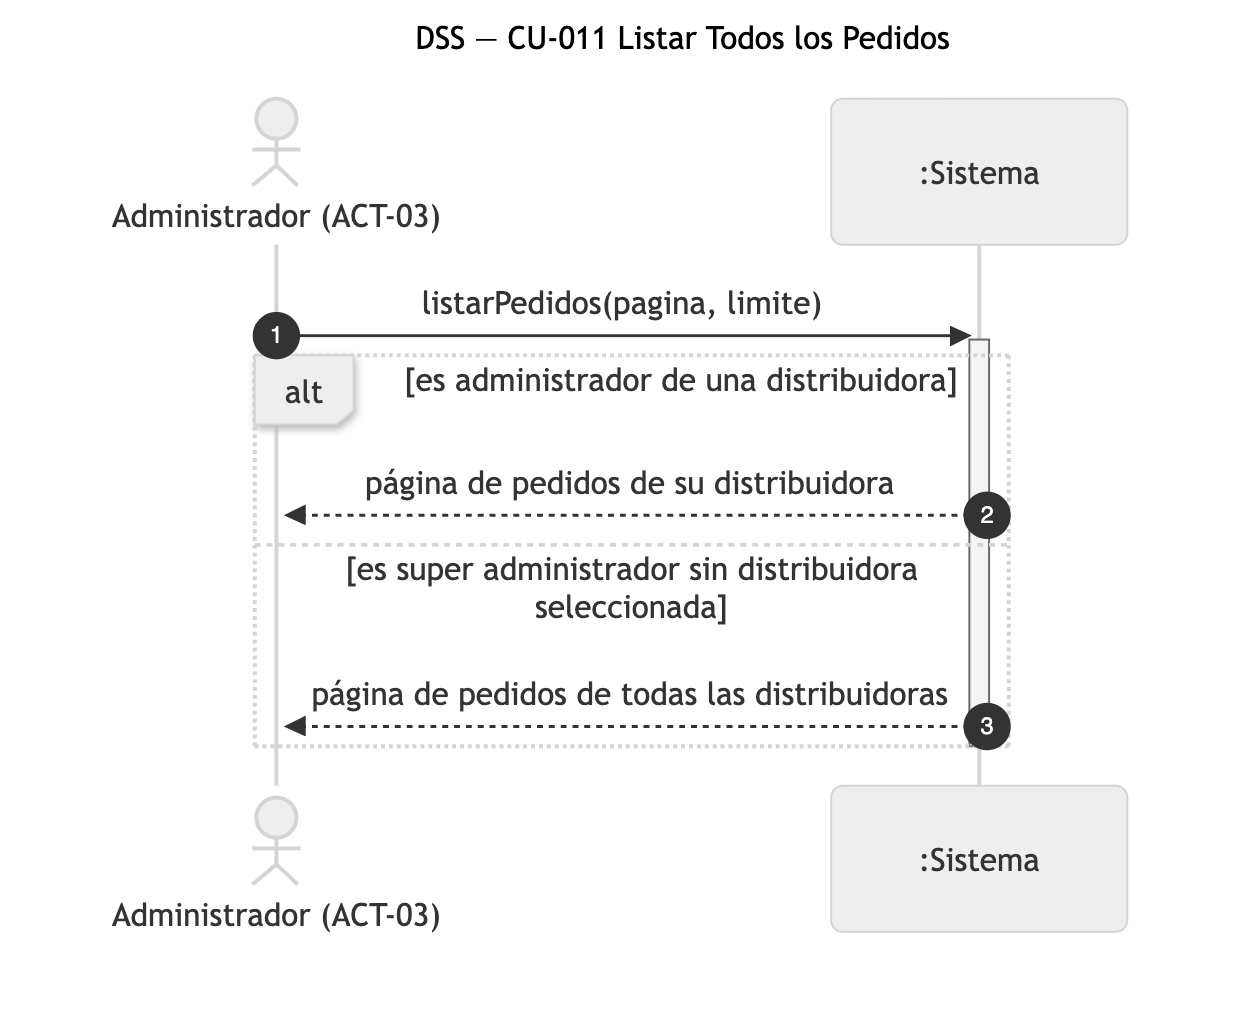 DSS — CU-011 Listar Todos los Pedidos
Administrador (ACT-03)
:Sistema
listarPedidos(pagina, limite)
1
alt
[es administrador de una distribuidora]
página de pedidos de su distribuidora
2
[es super administrador sin distribuidora
seleccionada]
página de pedidos de todas las distribuidoras
3
Administrador (ACT-03)
:Sistema